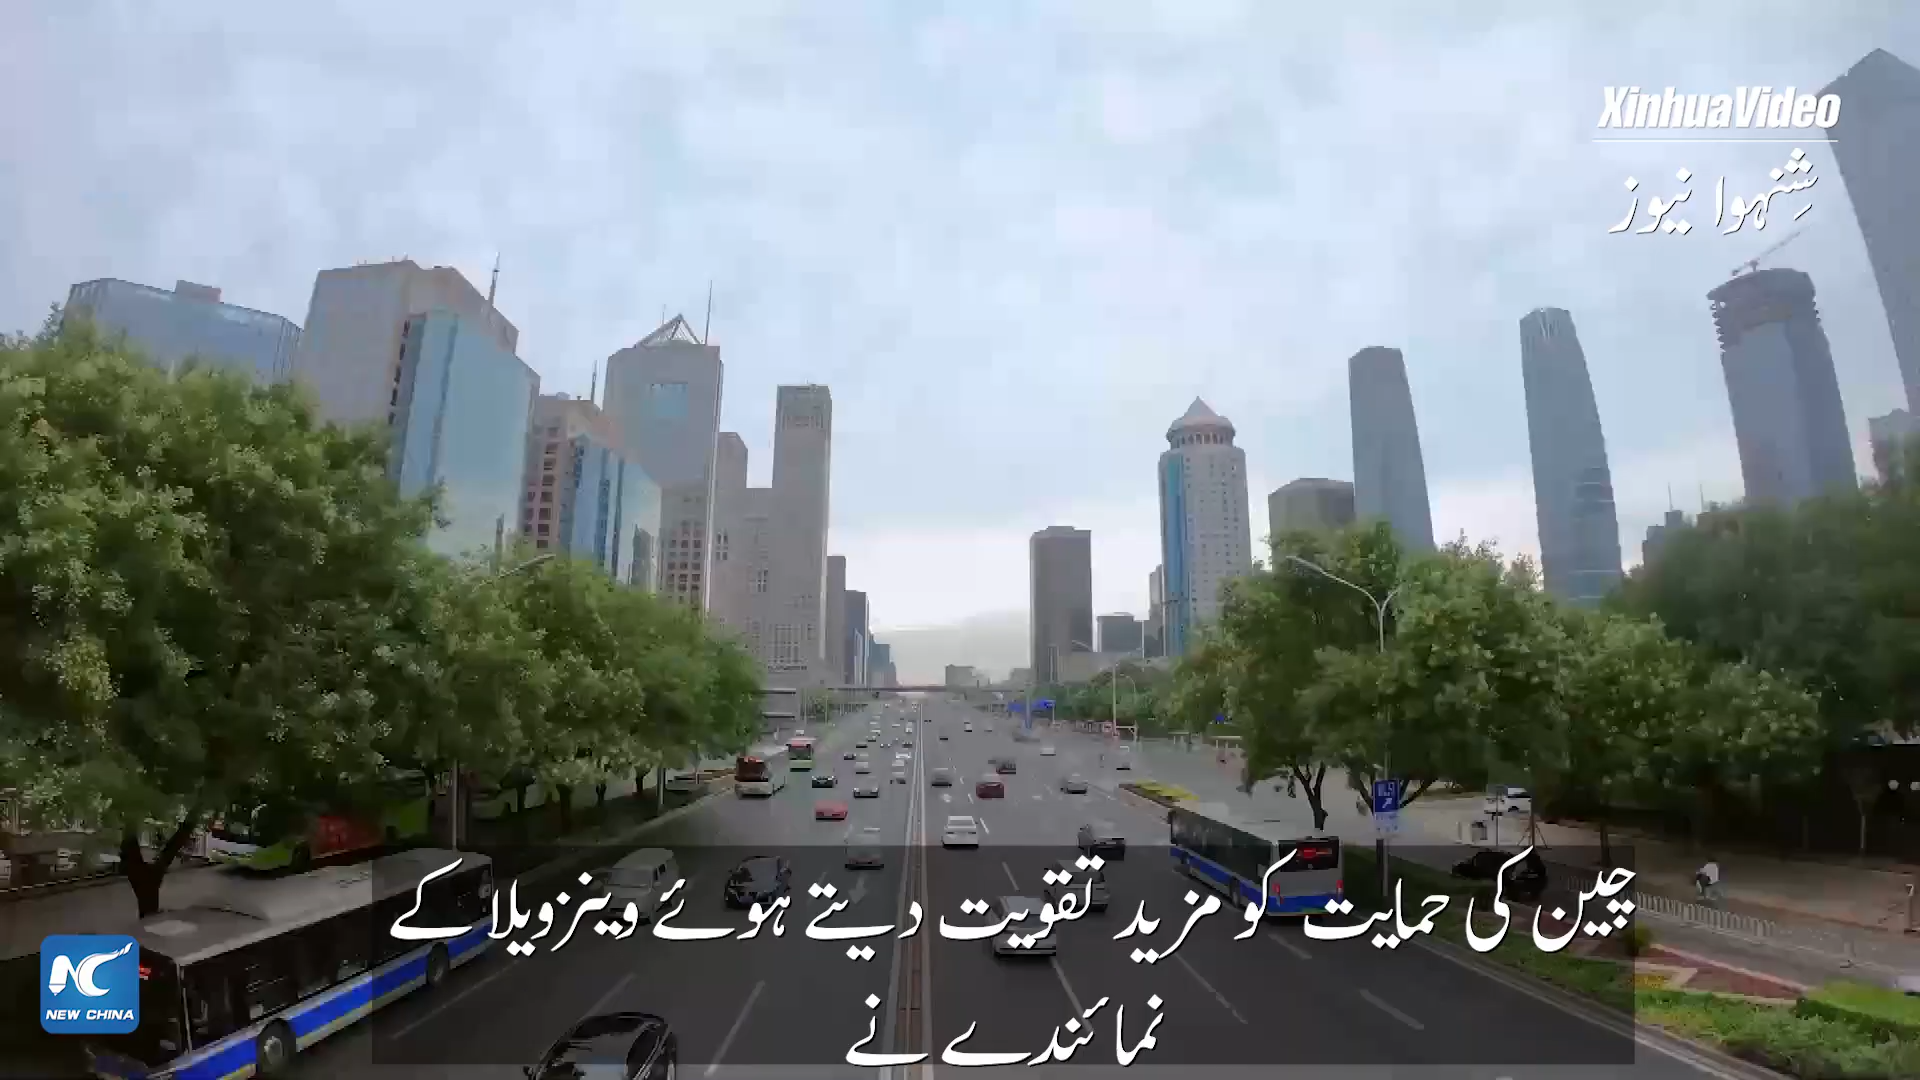 XinhuaVideo
شِنہوا نیوز
چین کی حمایت کو مزید تقویت دیتے ہوئے وینزویلا کے
نمائندے نے
NEW CHINA